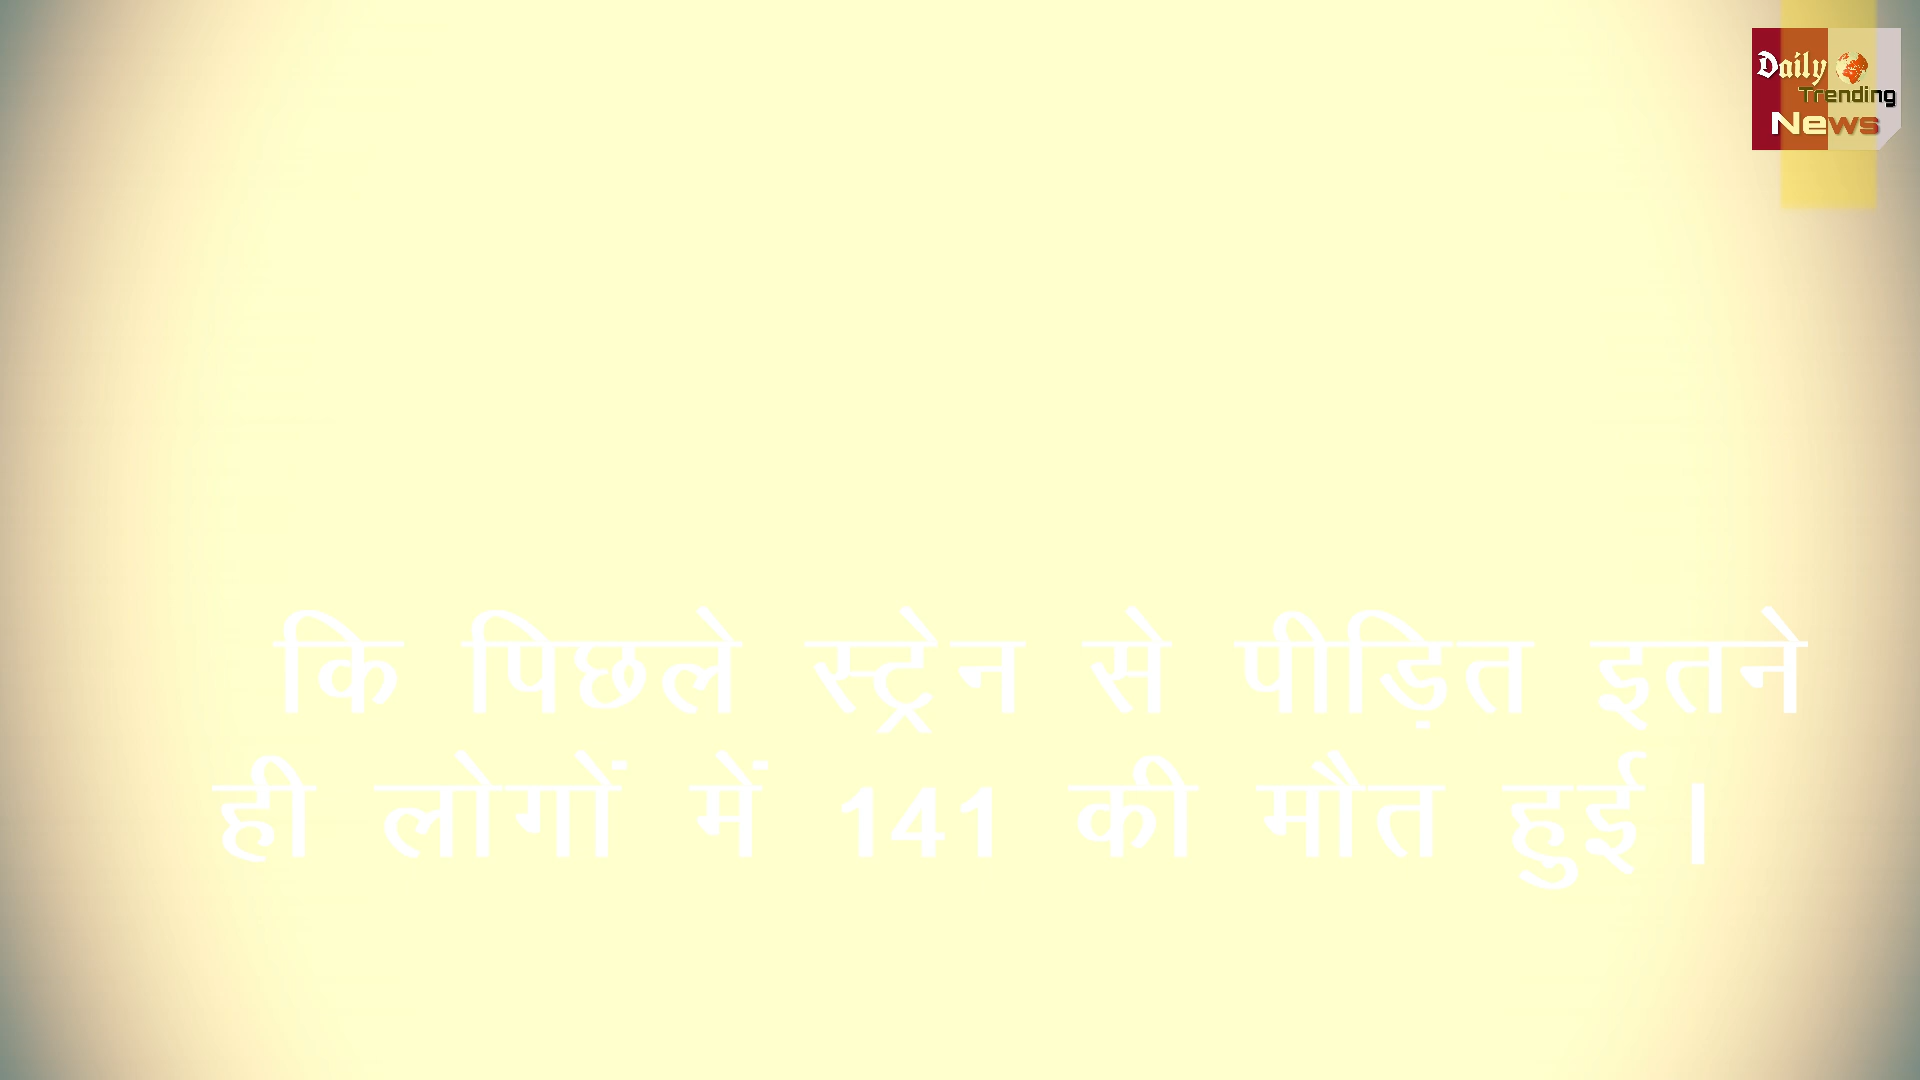 Daily
Trending
News
कि पिछले स्ट्रेन से पीड़ित इतने
ही लोगों में 141 की मौत हुई।